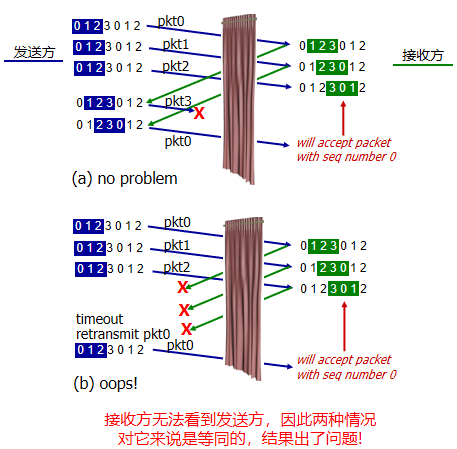 0 1 2 3 0 1 2 pkt0
0 1 2 3 0 1 2 pkt1 0 1 2 3 0 1 2
发送方 0 1 2 3 0 1 2 pkt2 0 1 2 3 0 1 2 接收方
0 1 2 3 0 1 2
0 1 2 3 0 1 2 pkt3
X
0 1 2 3 0 1 2
pkt0 will accept packet
with seq number 0
(a) no problem
0 1 2 3 0 1 2 pkt0
0 1 2 3 0 1 2 pkt1 0 1 2 3 0 1 2
0 1 2 3 0 1 2 pkt2 0 1 2 3 0 1 2
X 0 1 2 3 0 1 2
X
timeout
retransmit pkt0 X
0 1 2 3 0 1 2 pkt0
will accept packet
with seq number 0
(b) oops!
接收方无法看到发送方，因此两种情况
对它来说是等同的，结果出了问题!